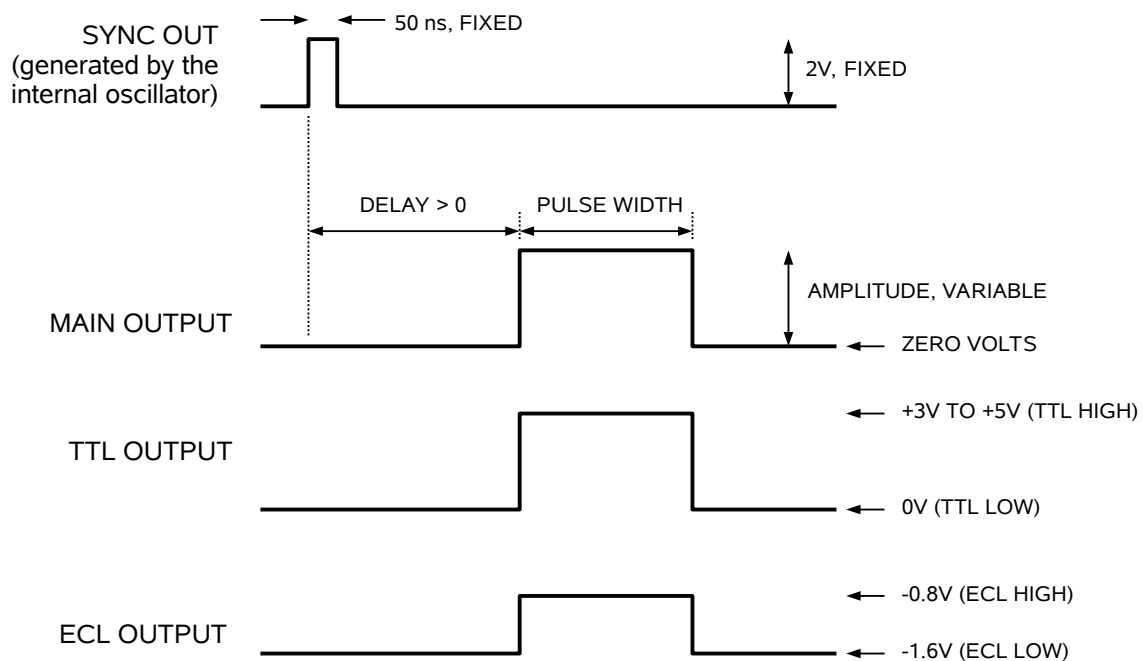 50 ns, FIXED
SYNC OUT
(generated by the
internal oscillator)
2V, FIXED
DELAY > 0
PULSE WIDTH
AMPLITUDE, VARIABLE
MAIN OUTPUT
ZERO VOLTS
+3V TO +5V (TTL HIGH)
TTL OUTPUT
0V (TTL LOW)
-0.8V (ECL HIGH)
ECL OUTPUT
-1.6V (ECL LOW)